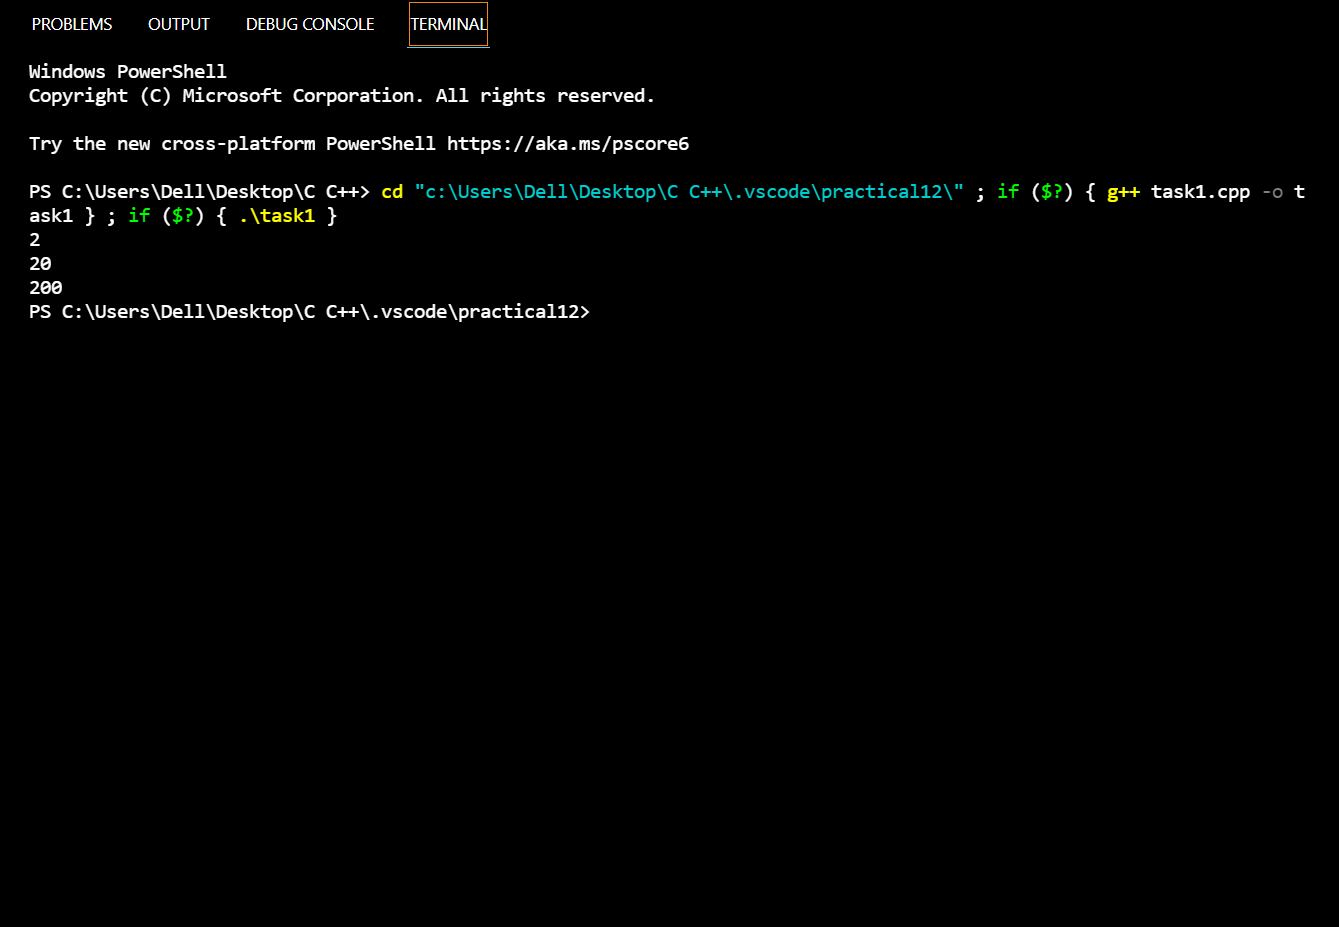 PROBLEMS OUTPUT DEBUG CONSOLE TERMINAL
Windows PowerShell
Copyright (C) Microsoft Corporation. All rights reserved.
Try the new cross-platform PowerShell https://aka.ms/pscore6
PS C:\Users\Dell\Desktop\C C++> cd "c:\Users\Dell\Desktop\C C++\.vscode\practical12\" ; if ($?) { g++ task1.cpp -o t
ask1 } ; if ($?) { .\task1 }
2
20
200
PS C:\Users\Dell\Desktop\C C++\.vscode\practical12>